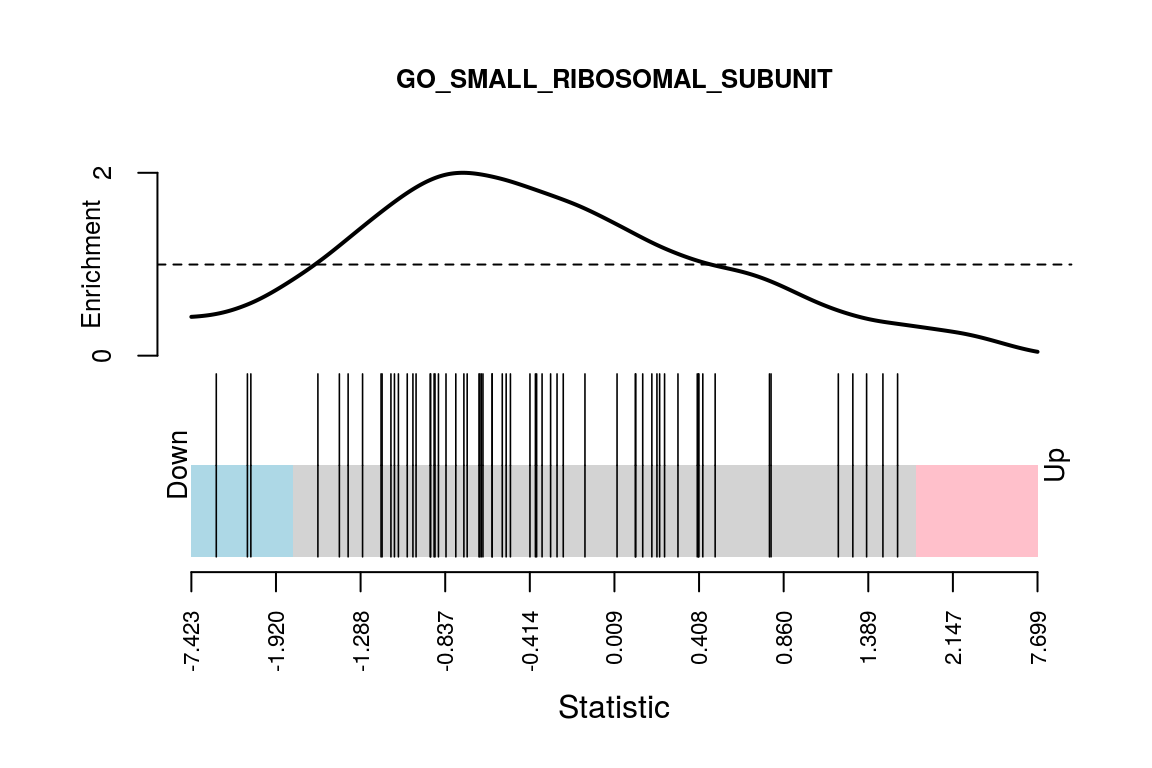 GO_SMALL_RIBOSOMAL_SUBUNIT
Enrichment
2
0
Down
Up
-7.423
-1.920
-1.288
-0.837
-0.414
0.009
0.408
0.860
1.389
2.147
7.699
Statistic